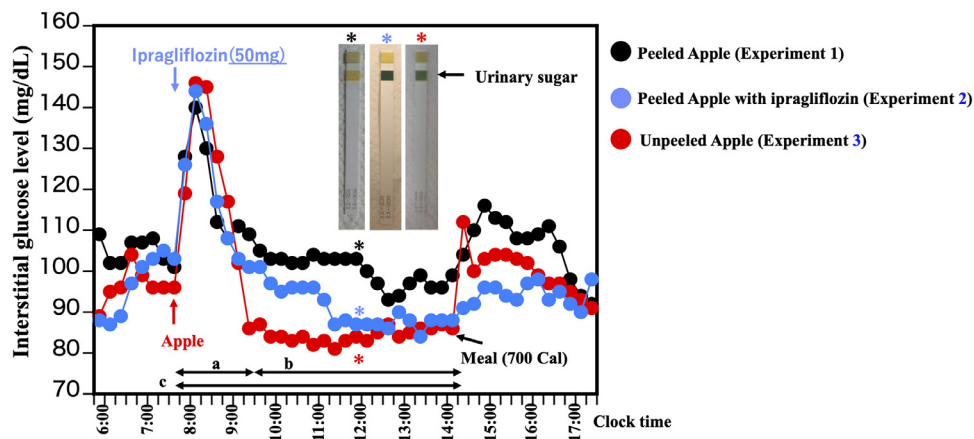 160
150
140
130
120
110
100
90
80
70
Interstitial glucose level (mg/dL)
Ipragliflozin(50mg)
*
*
*
Urinary sugar
Peeled Apple (Experiment 1)
Peeled Apple with ipragliflozin (Experiment 2)
Unpeeled Apple (Experiment 3)
*
*
*
Apple
Meal (700 Cal)
a
b
c
6:00
7:00
8:00
9:00
10:00
11:00
12:00
13:00
14:00
15:00
16:00
17:00
Clock time